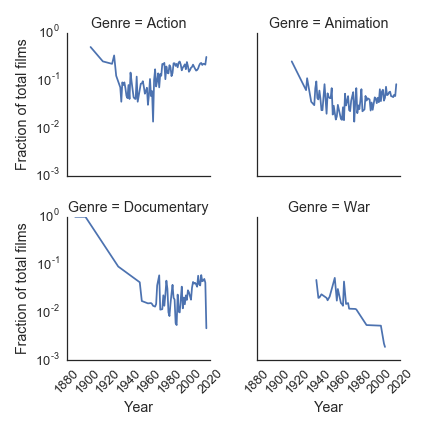 Genre = Action
Genre = Animation
Fraction of total films
10^0
10^-1
10^-2
10^-3
Genre = Documentary
Genre = War
Fraction of total films
10^0
10^-1
10^-2
10^-3
1880 1900 1920 1940 1960 1980 2000 2020
1880 1900 1920 1940 1960 1980 2000 2020
Year
Year